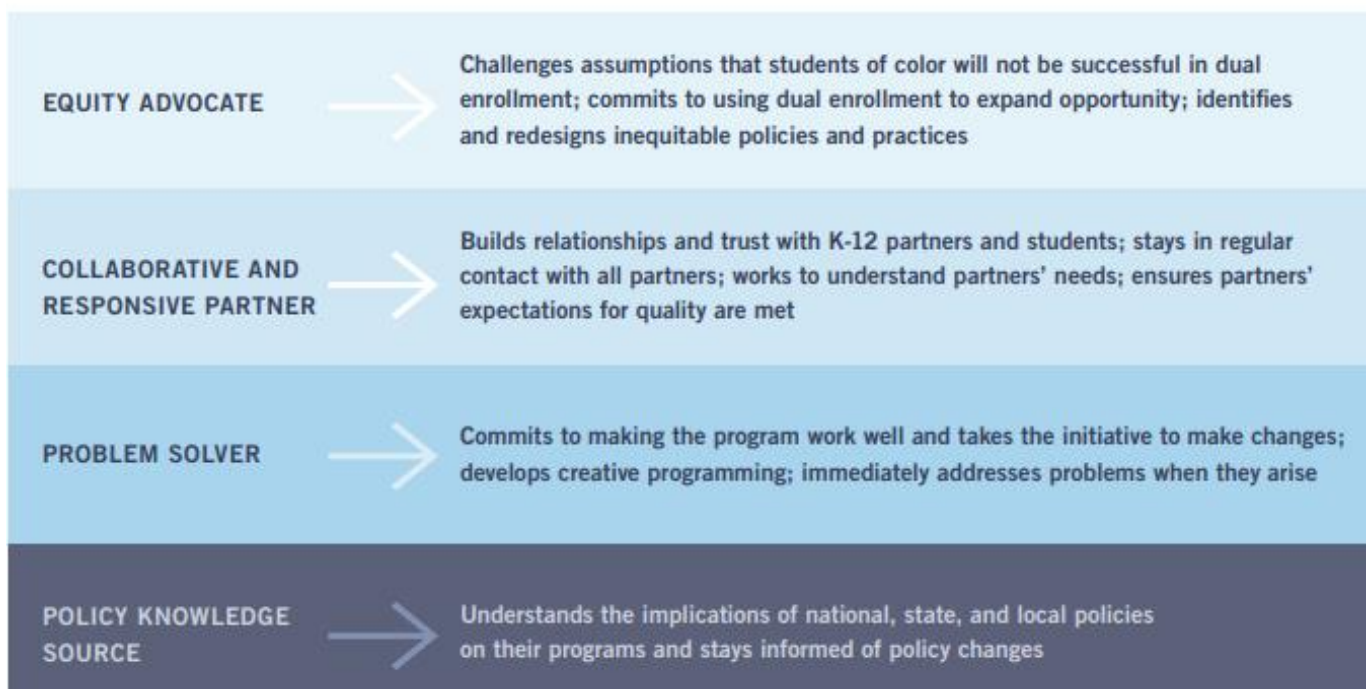 EQUITY ADVOCATE
Challenges assumptions that students of color will not be successful in dual
enrollment; commits to using dual enrollment to expand opportunity; identifies
and redesigns inequitable policies and practices
COLLABORATIVE AND
RESPONSIVE PARTNER
Builds relationships and trust with K-12 partners and students; stays in regular
contact with all partners; works to understand partners’ needs; ensures partners’
expectations for quality are met
PROBLEM SOLVER
Commits to making the program work well and takes the initiative to make changes;
develops creative programming; immediately addresses problems when they arise
POLICY KNOWLEDGE
SOURCE
Understands the implications of national, state, and local policies
on their programs and stays informed of policy changes